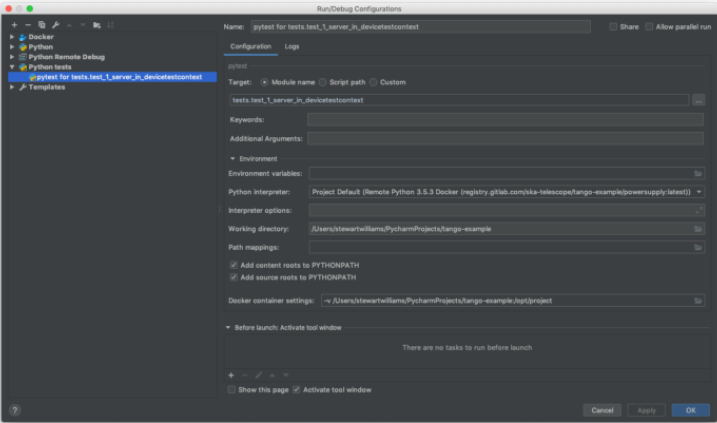 Run/Debug Configurations
Name: pytest for tests.test_1_server_in_devicetestcontext
Share
Allow parallel run
Docker
Python
Python Remote Debug
Python tests
pytest for tests.test_1_server_in_devicetestcontext
Templates
Configuration
Logs
pytest
Target: Module name Script path Custom
tests.test_1_server_in_devicetestcontext
...
Keywords:
Additional Arguments:
Environment
Environment variables:
Python interpreter: Project Default (Remote Python 3.5.3 Docker (registry.gitlab.com/ska-telescope/tango-example/powersupply:latest))
Interpreter options:
Working directory: /Users/stewartwilliams/PycharmProjects/tango-example
Path mappings:
Add content roots to PYTHONPATH
Add source roots to PYTHONPATH
Docker container settings: -v /Users/stewartwilliams/PycharmProjects/tango-example:/opt/project
Before launch: Activate tool window
There are no tasks to run before launch
Show this page Activate tool window
?
Cancel
Apply
OK